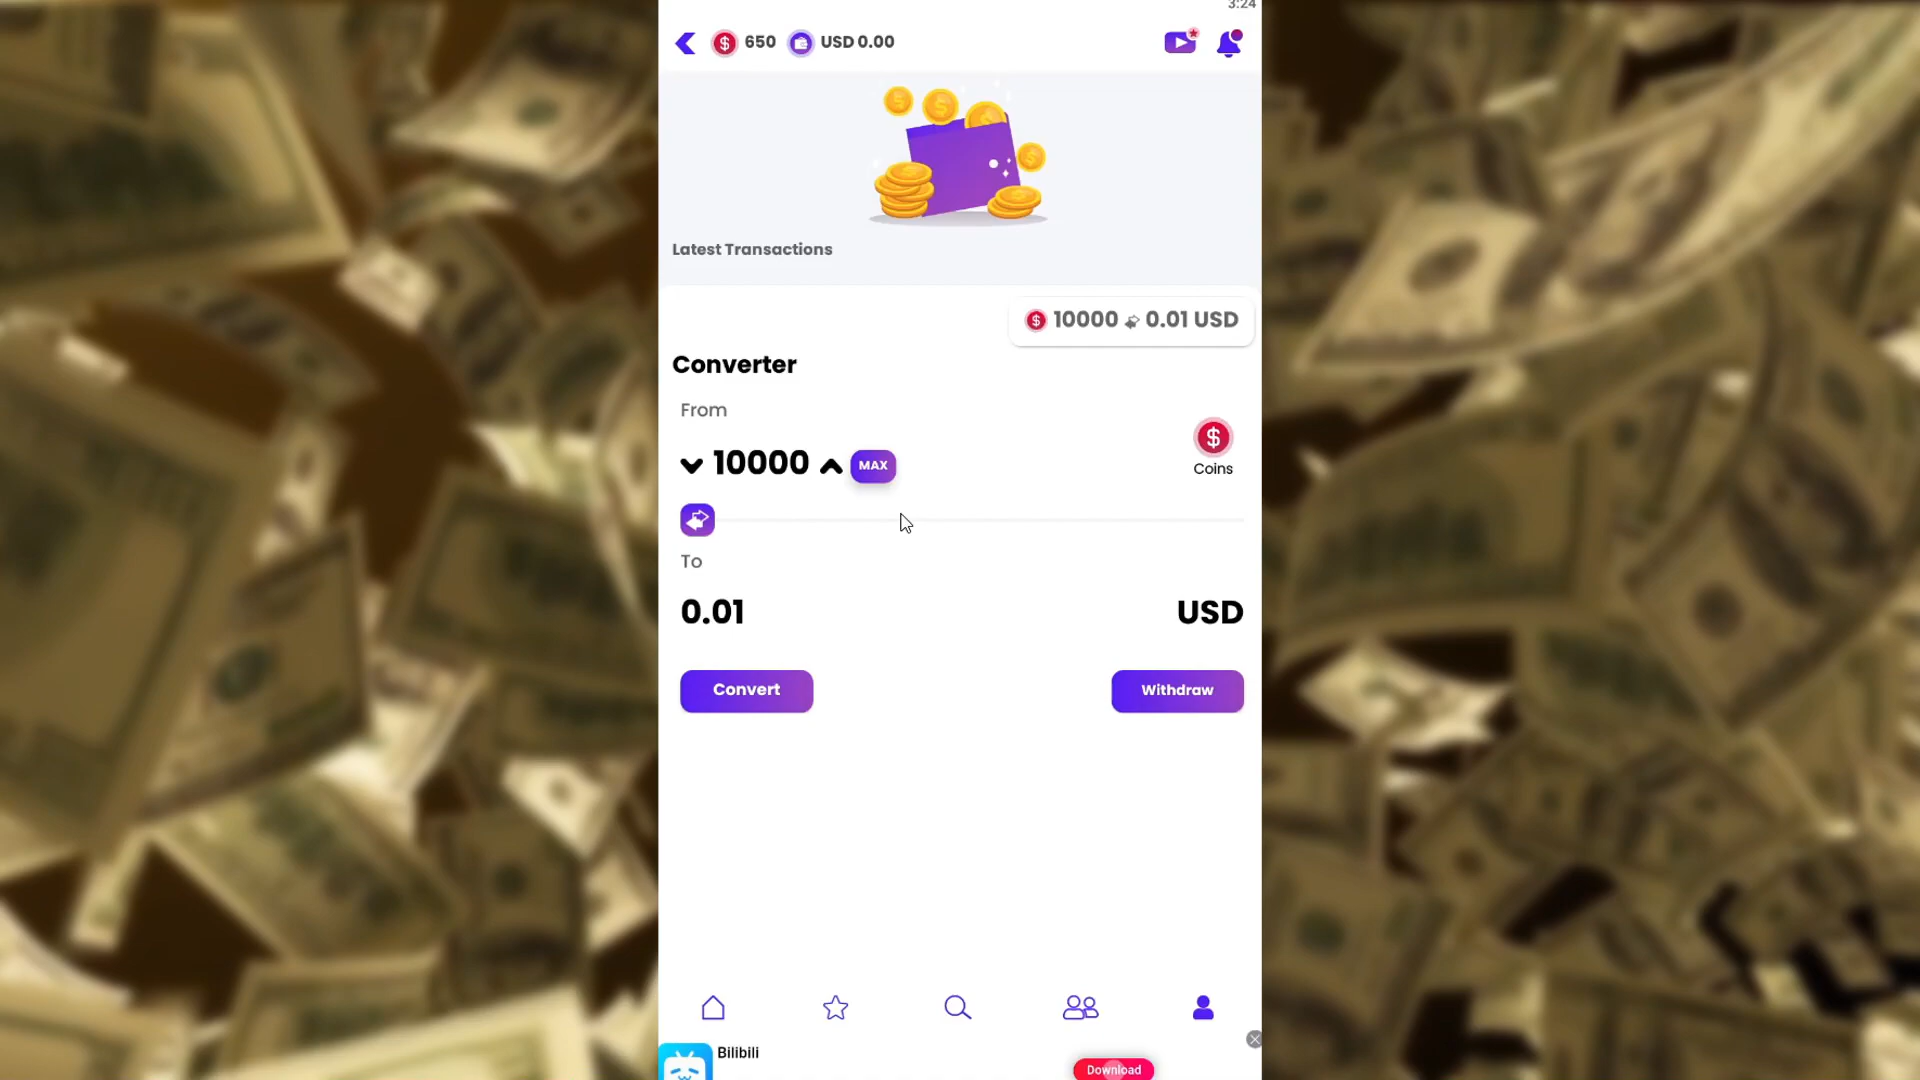 3:24
650 USD 0.00
Latest Transactions
10000 0.01 USD
Converter
From
10000 MAX
Coins
To
0.01 USD
Convert Withdraw
Bilibili
Download